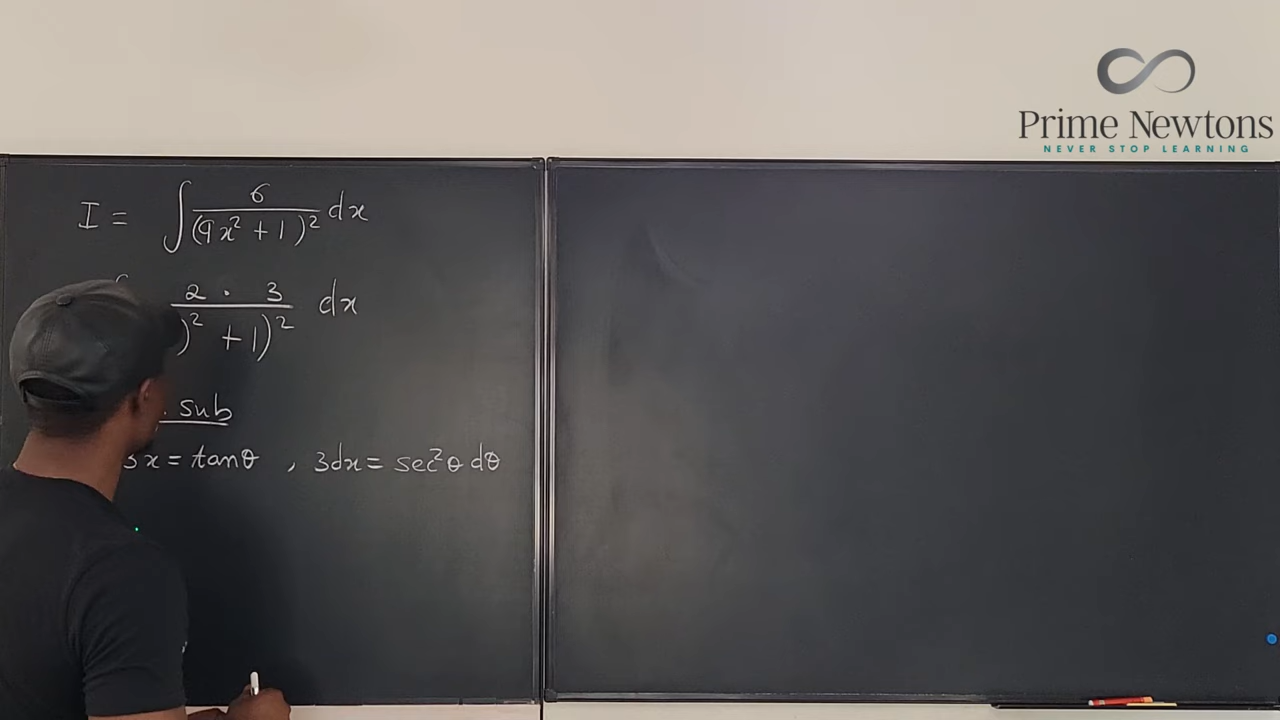 Prime Newtons
NEVER STOP LEARNING
I = ∫ 6/(9x² + 1)² dx
2 · 3 / )² + 1)² dx
. sub
3x = tanθ , 3dx = sec²θ dθ